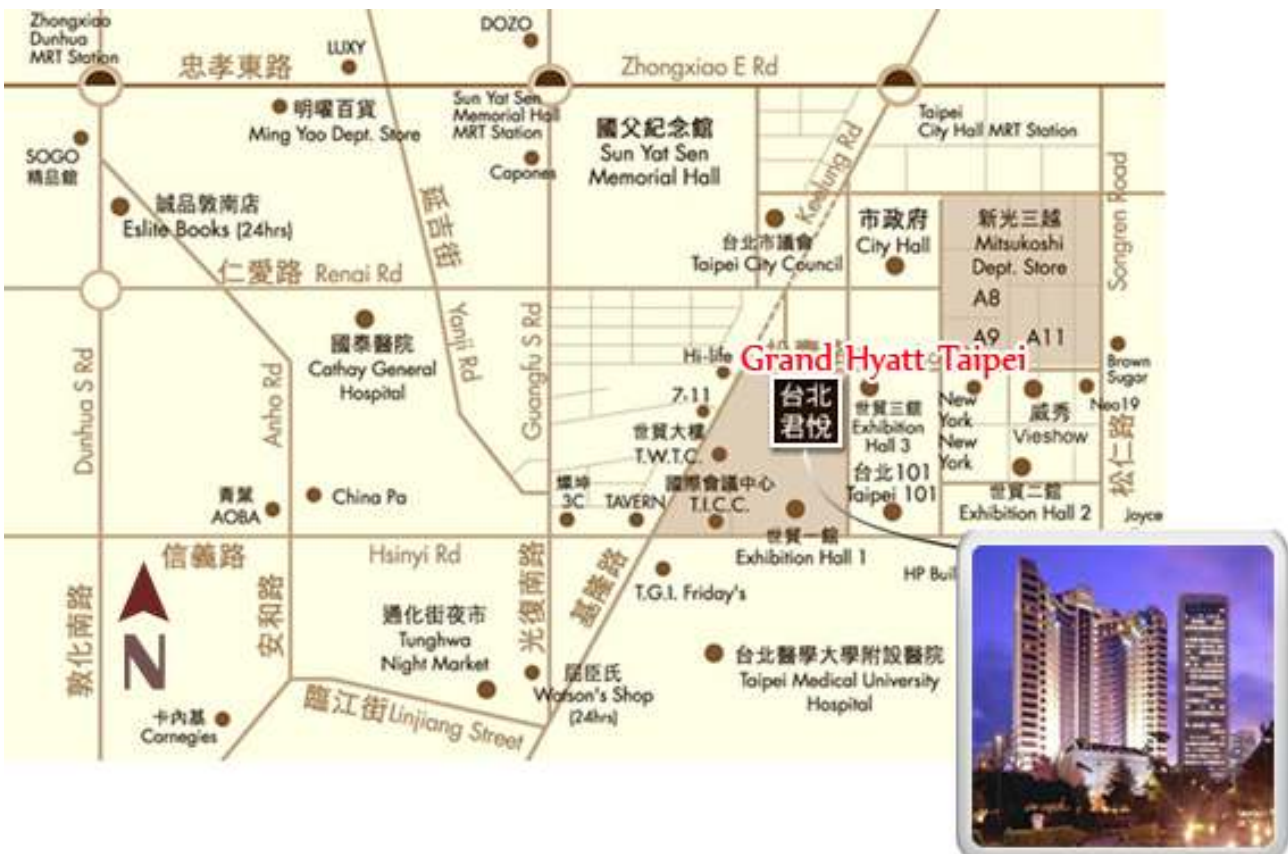 Zhongxiao
Dunhua
MRT Station
LUXY
DOZO
忠孝東路
Zhongxiao E Rd
明曜百貨
Ming Yao Dept. Store
Sun Yat Sen
Memorial Hall
MRT Station
國父紀念館
Sun Yat Sen
Memorial Hall
Taipei
City Hall MRT Station
SOGO
精品館
Capones
Keelung Rd
Songren Road
誠品敦南店
Eslite Books (24hrs)
延吉街
台北市議會
Taipei City Council
市政府
City Hall
新光三越
Mitsukoshi
Dept. Store
A8
A9
A11
仁愛路 Renai Rd
國泰醫院
Cathay General
Hospital
Yanji Rd
Guangfu S Rd
Dunhua S Rd
Anho Rd
Hi-life
Grand Hyatt Taipei
台北
君悅
Brown
Sugar
7-11
世貿三館
Exhibition
Hall 3
New
York
New
York
威秀
Vieshow
Neo19
世貿大樓
T.W.T.C.
松仁路
青葉
AOBA
China Pa
燦坤
3C
TAVERN
國際會議中心
T.I.C.C.
台北101
Taipei 101
世貿二館
Exhibition Hall 2
Joyce
信義路
Hsinyi Rd
世貿一館
Exhibition Hall 1
光復南路
基隆路
T.G.I. Friday's
HP Buil
N
敦化南路
安和路
通化街夜市
Tunghwa
Night Market
屈臣氏
Watson's Shop
(24hrs)
台北醫學大學附設醫院
Taipei Medical University
Hospital
卡內基
Carnegies
臨江街 Linjiang Street